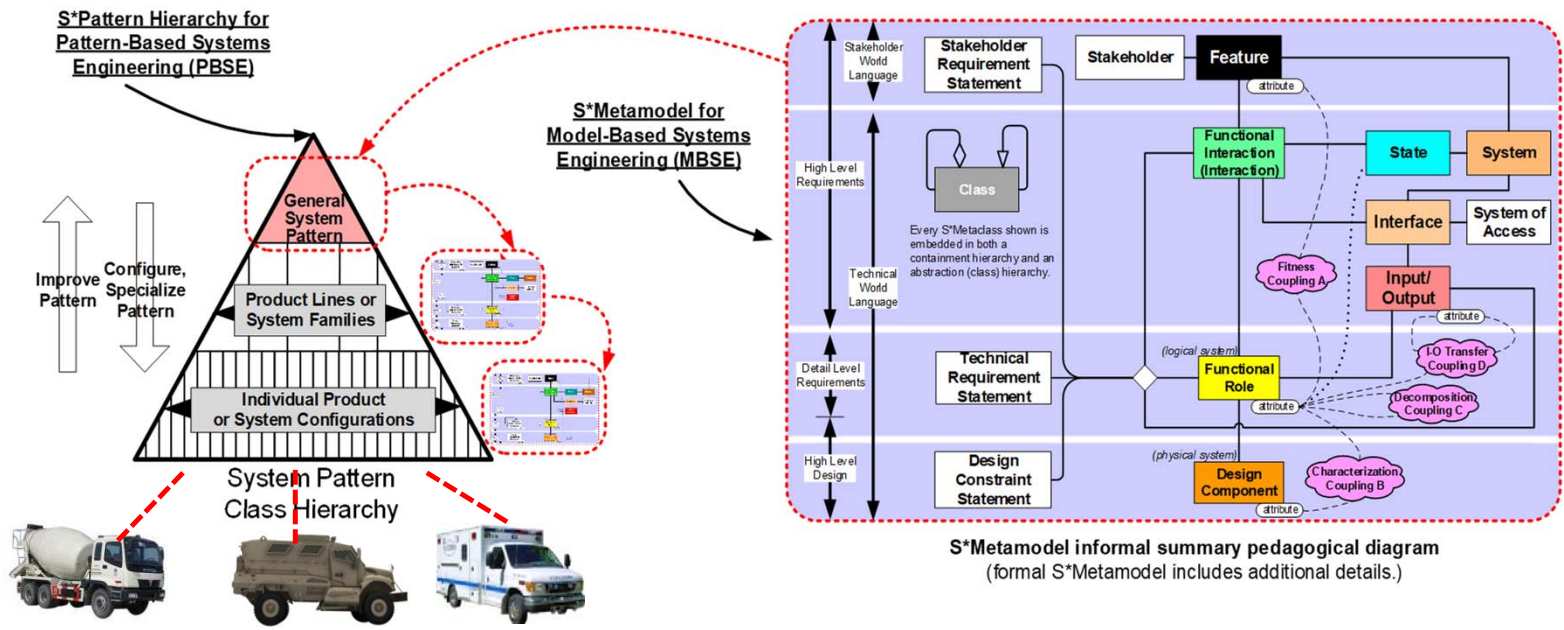 S*Pattern Hierarchy for
Pattern-Based Systems
Engineering (PBSE)
General
System
Pattern
Improve
Pattern
Configure,
Specialize
Pattern
Product Lines or
System Families
Individual Product
or System Configurations
System Pattern
Class Hierarchy
S*Metamodel for
Model-Based Systems
Engineering (MBSE)
Stakeholder
World
Language
High Level
Requirements
Technical
World
Language
Detail Level
Requirements
High Level
Design
Stakeholder
Requirement
Statement
Stakeholder
Feature
attribute
Class
Every S*Metaclass shown is
embedded in both a
containment hierarchy and an
abstraction (class) hierarchy.
Functional
Interaction
(Interaction)
State
System
Interface
System of
Access
Fitness
Coupling A
Input/
Output
attribute
Technical
Requirement
Statement
(logical system)
Functional
Role
attribute
I-O Transfer
Coupling D
Decomposition
Coupling C
Design
Constraint
Statement
(physical system)
Design
Component
attribute
Characterization
Coupling B
S*Metamodel informal summary pedagogical diagram
(formal S*Metamodel includes additional details.)